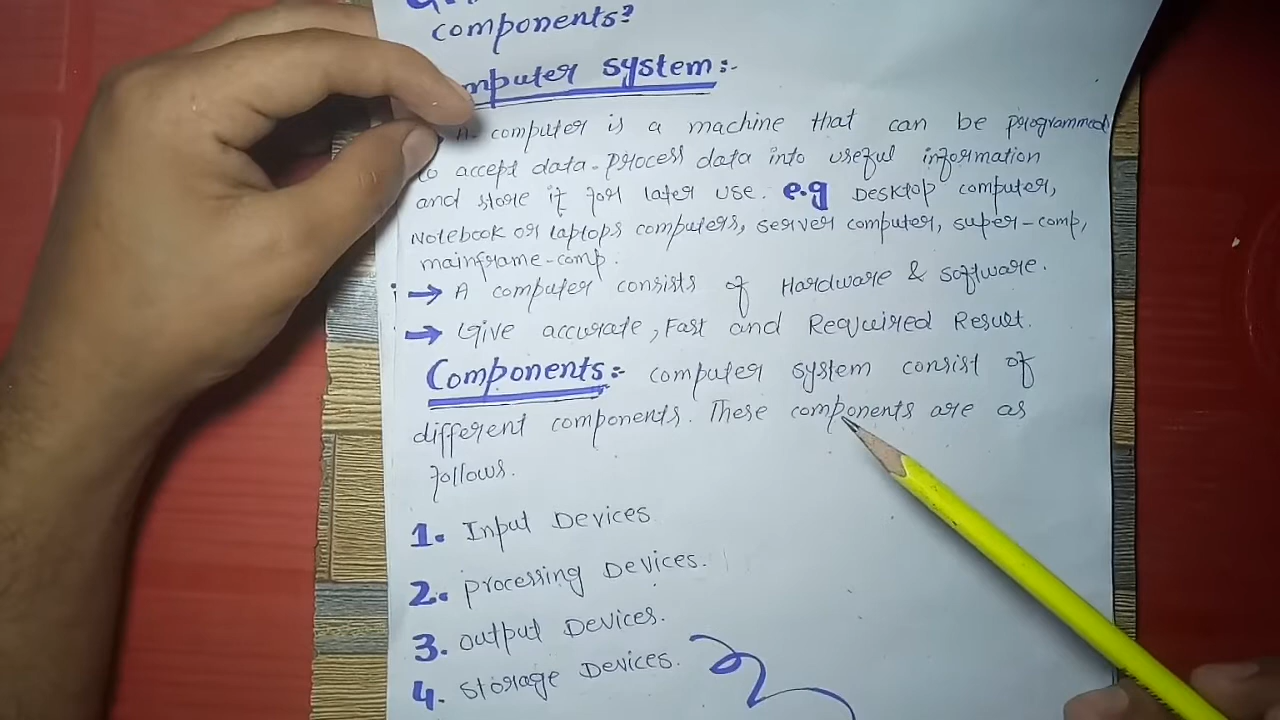 components?
mputer system:-
A computer is a machine that can be programmed
to accept data. process data into useful information
and store it for later use. e.g Desktop computer,
Notebook or laptops computers, server computer, super-comp,
mainframe-comp.
→ A computer consists of Hardware & software.
→ Give accurate, Fast and Required Result.
Components:- computer system consist of
different components. These components are as
follows.
1. Input Devices
2. processing Devices.
3. output Devices.
4. storage Devices.